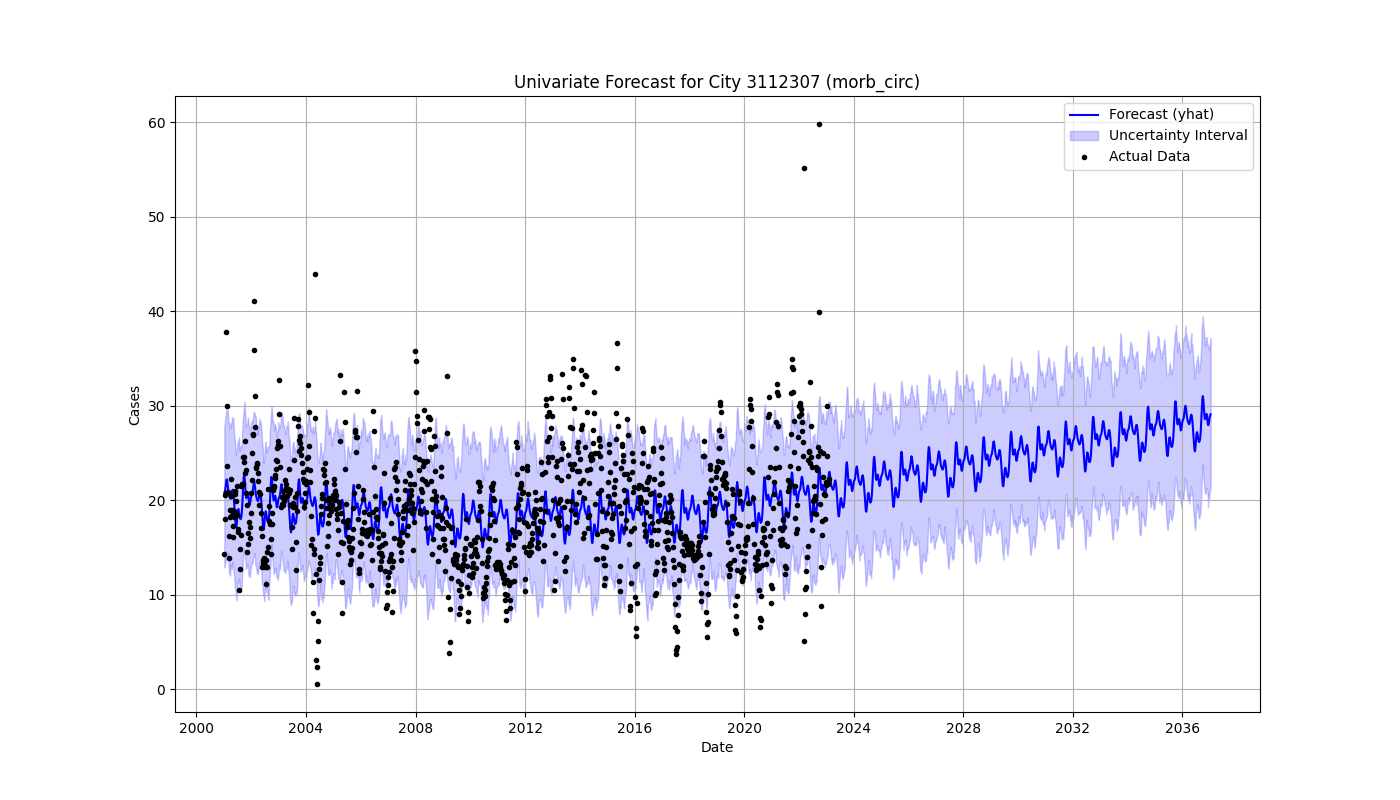 Univariate Forecast for City 3112307 (morb_circ)
Forecast (yhat)
Uncertainty Interval
Actual Data
Cases
60
50
40
30
20
10
0
2000 2004 2008 2012 2016 2020 2024 2028 2032 2036
Date